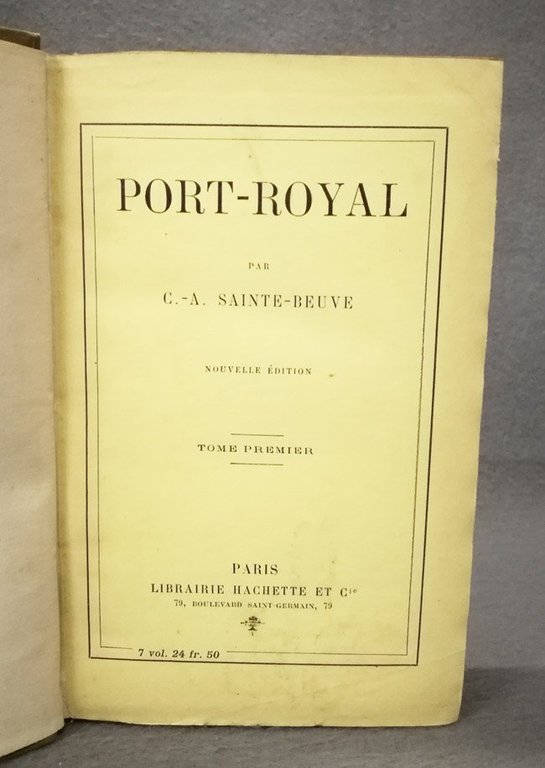 PORT-ROYAL
PAR
C.-A. SAINTE-BEUVE
NOUVELLE ÉDITION
TOME PREMIER
PARIS
LIBRAIRIE HACHETTE ET Cie
79, BOULEVARD SAINT-GERMAIN, 79
7 vol. 24 fr. 50